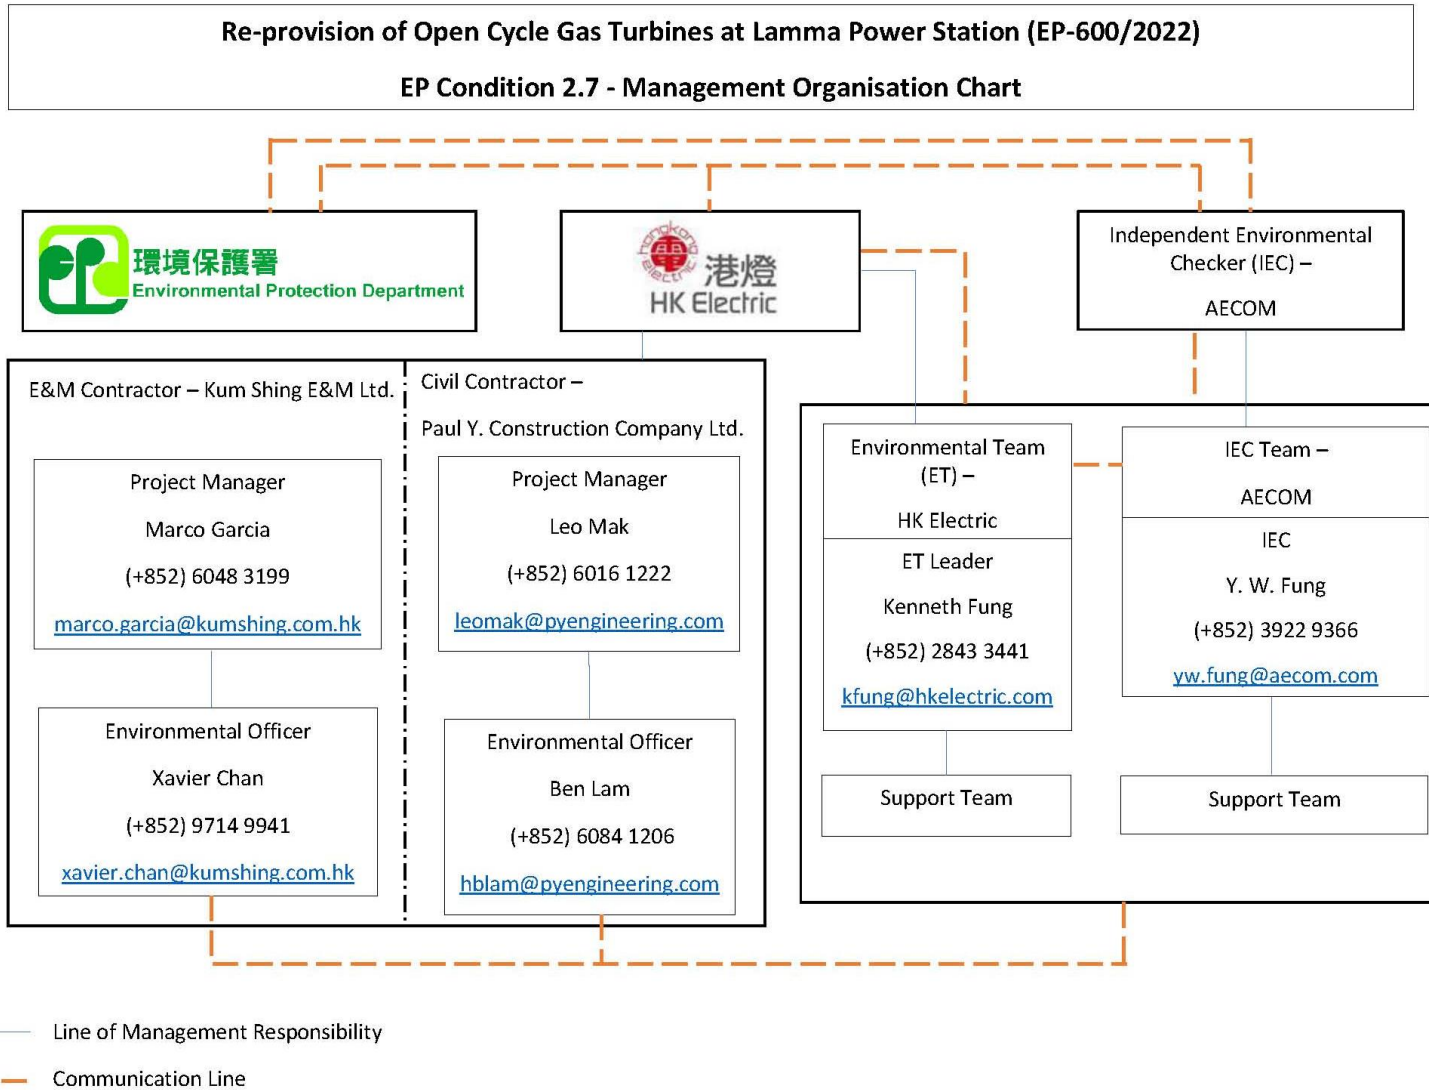 Re-provision of Open Cycle Gas Turbines at Lamma Power Station (EP-600/2022)
EP Condition 2.7 - Management Organisation Chart
環境保護署
Environmental Protection Department
hongkong electric
電
港燈
HK Electric
Independent Environmental
Checker (IEC) –
AECOM
E&M Contractor – Kum Shing E&M Ltd.
Project Manager
Marco Garcia
(+852) 6048 3199
marco.garcia@kumshing.com.hk
Environmental Officer
Xavier Chan
(+852) 9714 9941
xavier.chan@kumshing.com.hk
Civil Contractor –
Paul Y. Construction Company Ltd.
Project Manager
Leo Mak
(+852) 6016 1222
leomak@pyengineering.com
Environmental Officer
Ben Lam
(+852) 6084 1206
hblam@pyengineering.com
Environmental Team
(ET) –
HK Electric
ET Leader
Kenneth Fung
(+852) 2843 3441
kfung@hkelectric.com
Support Team
IEC Team –
AECOM
IEC
Y. W. Fung
(+852) 3922 9366
yw.fung@aecom.com
Support Team
Line of Management Responsibility
Communication Line